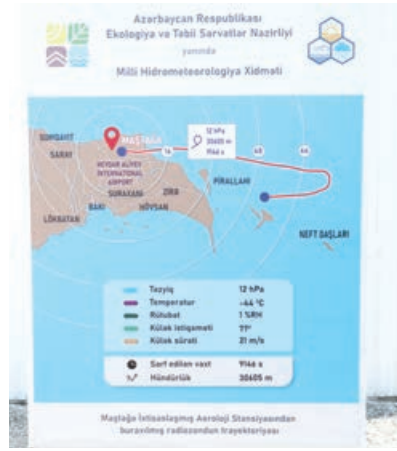 Azərbaycan Respublikası
Ekologiya və Təbii Sərvətlər Nazirliyi
yanında
Milli Hidrometeorologiya Xidməti
SUMQAYIT
SARAY
MAŞTAĞA
HEYDAR ALIYEV
INTERNATIONAL
AIRPORT
SURAXANI
ZİRƏ
BAKI
HÖVSAN
LÖKBATAN
16
12 hPa
30605 m
9146 s
PİRALLAHI
NEFT DAŞLARI
Təzyiq 12 hPa
Temperatur -44 °C
Rütubət 1 %RH
Külək istiqaməti 77°
Külək sürəti 21 m/s
Sərf edilən vaxt 9146 s
Hündürlük 30605 m
Maştağa İxtisaslaşmış Aeroloji Stansiyasından
buraxılmış radiozondun trayektoriyası